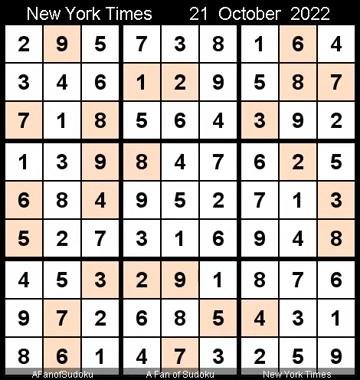 New York Times 21 October 2022
2 9 5 7 3 8 1 6 4
3 4 6 1 2 9 5 8 7
7 1 8 5 6 4 3 9 2
1 3 9 8 4 7 6 2 5
6 8 4 9 5 2 7 1 3
5 2 7 3 1 6 9 4 8
4 5 3 2 9 1 8 7 6
9 7 2 6 8 5 4 3 1
8 6 1 4 7 3 2 5 9
AFanofSudoku A Fan of Sudoku New York Times